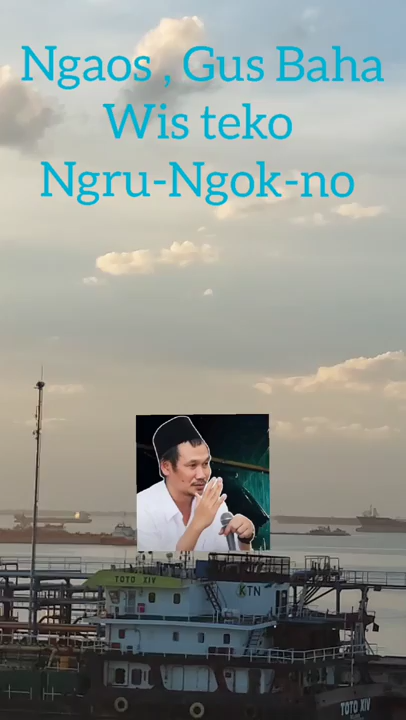 Ngaos , Gus Baha
Wis teko
Ngru-Ngok-no
TOTO XIV
KTN
TOTO XIV